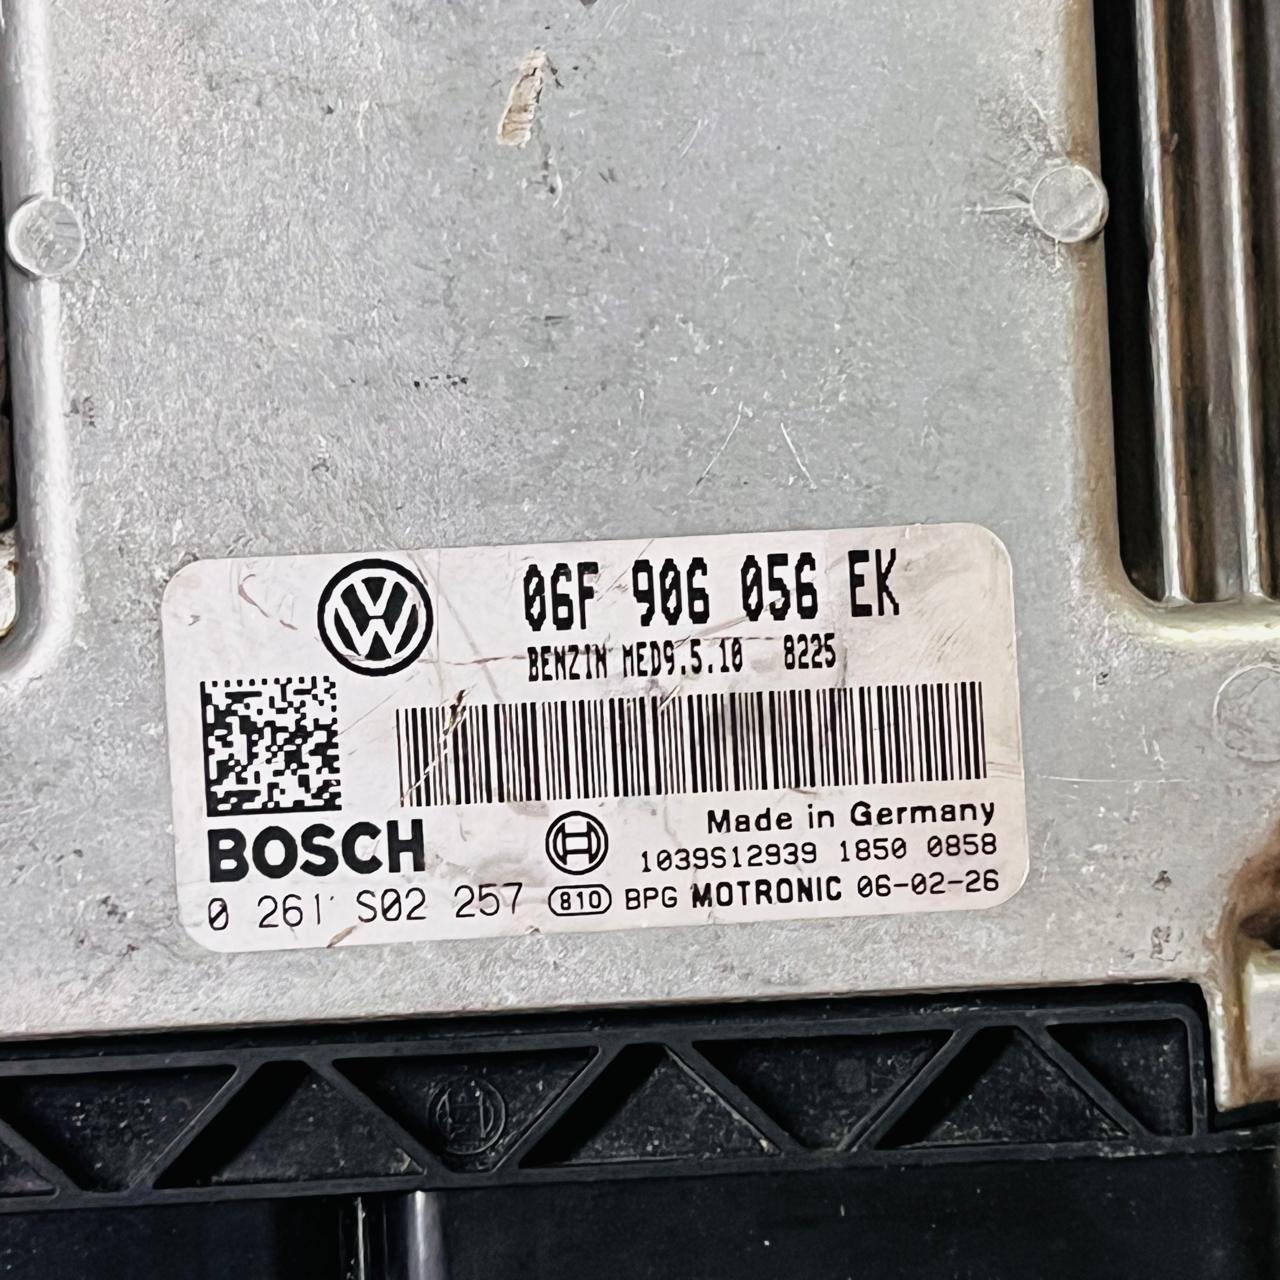 06F 906 056 EK
BENZIN MED9.5.10 8225
BOSCH
Made in Germany
1039S12939 1850 0858
0 261 S02 257 810 BPG MOTRONIC 06-02-26